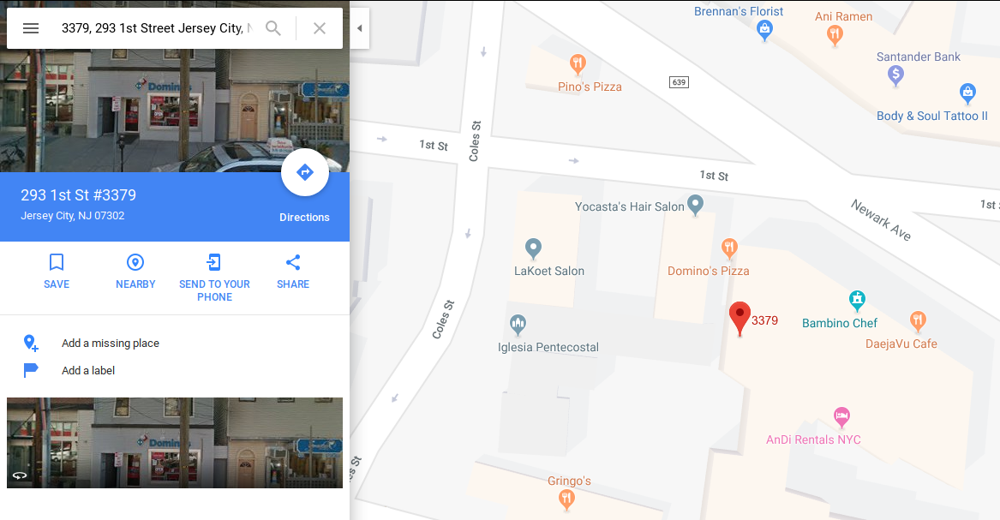 3379, 293 1st Street Jersey City, N
Domino's
OPEN
293 1st St #3379
Jersey City, NJ 07302
Directions
SAVE
NEARBY
SEND TO YOUR
PHONE
SHARE
Add a missing place
Add a label
Domino's
Brennan's Florist
Ani Ramen
Santander Bank
Pino's Pizza
639
Body & Soul Tattoo II
1st St
Coles St
1st St
1st
Newark Ave
Yocasta's Hair Salon
LaKoet Salon
Domino's Pizza
Coles St
3379
Bambino Chef
DaejaVu Cafe
Iglesia Pentecostal
AnDi Rentals NYC
es St
Gringo's